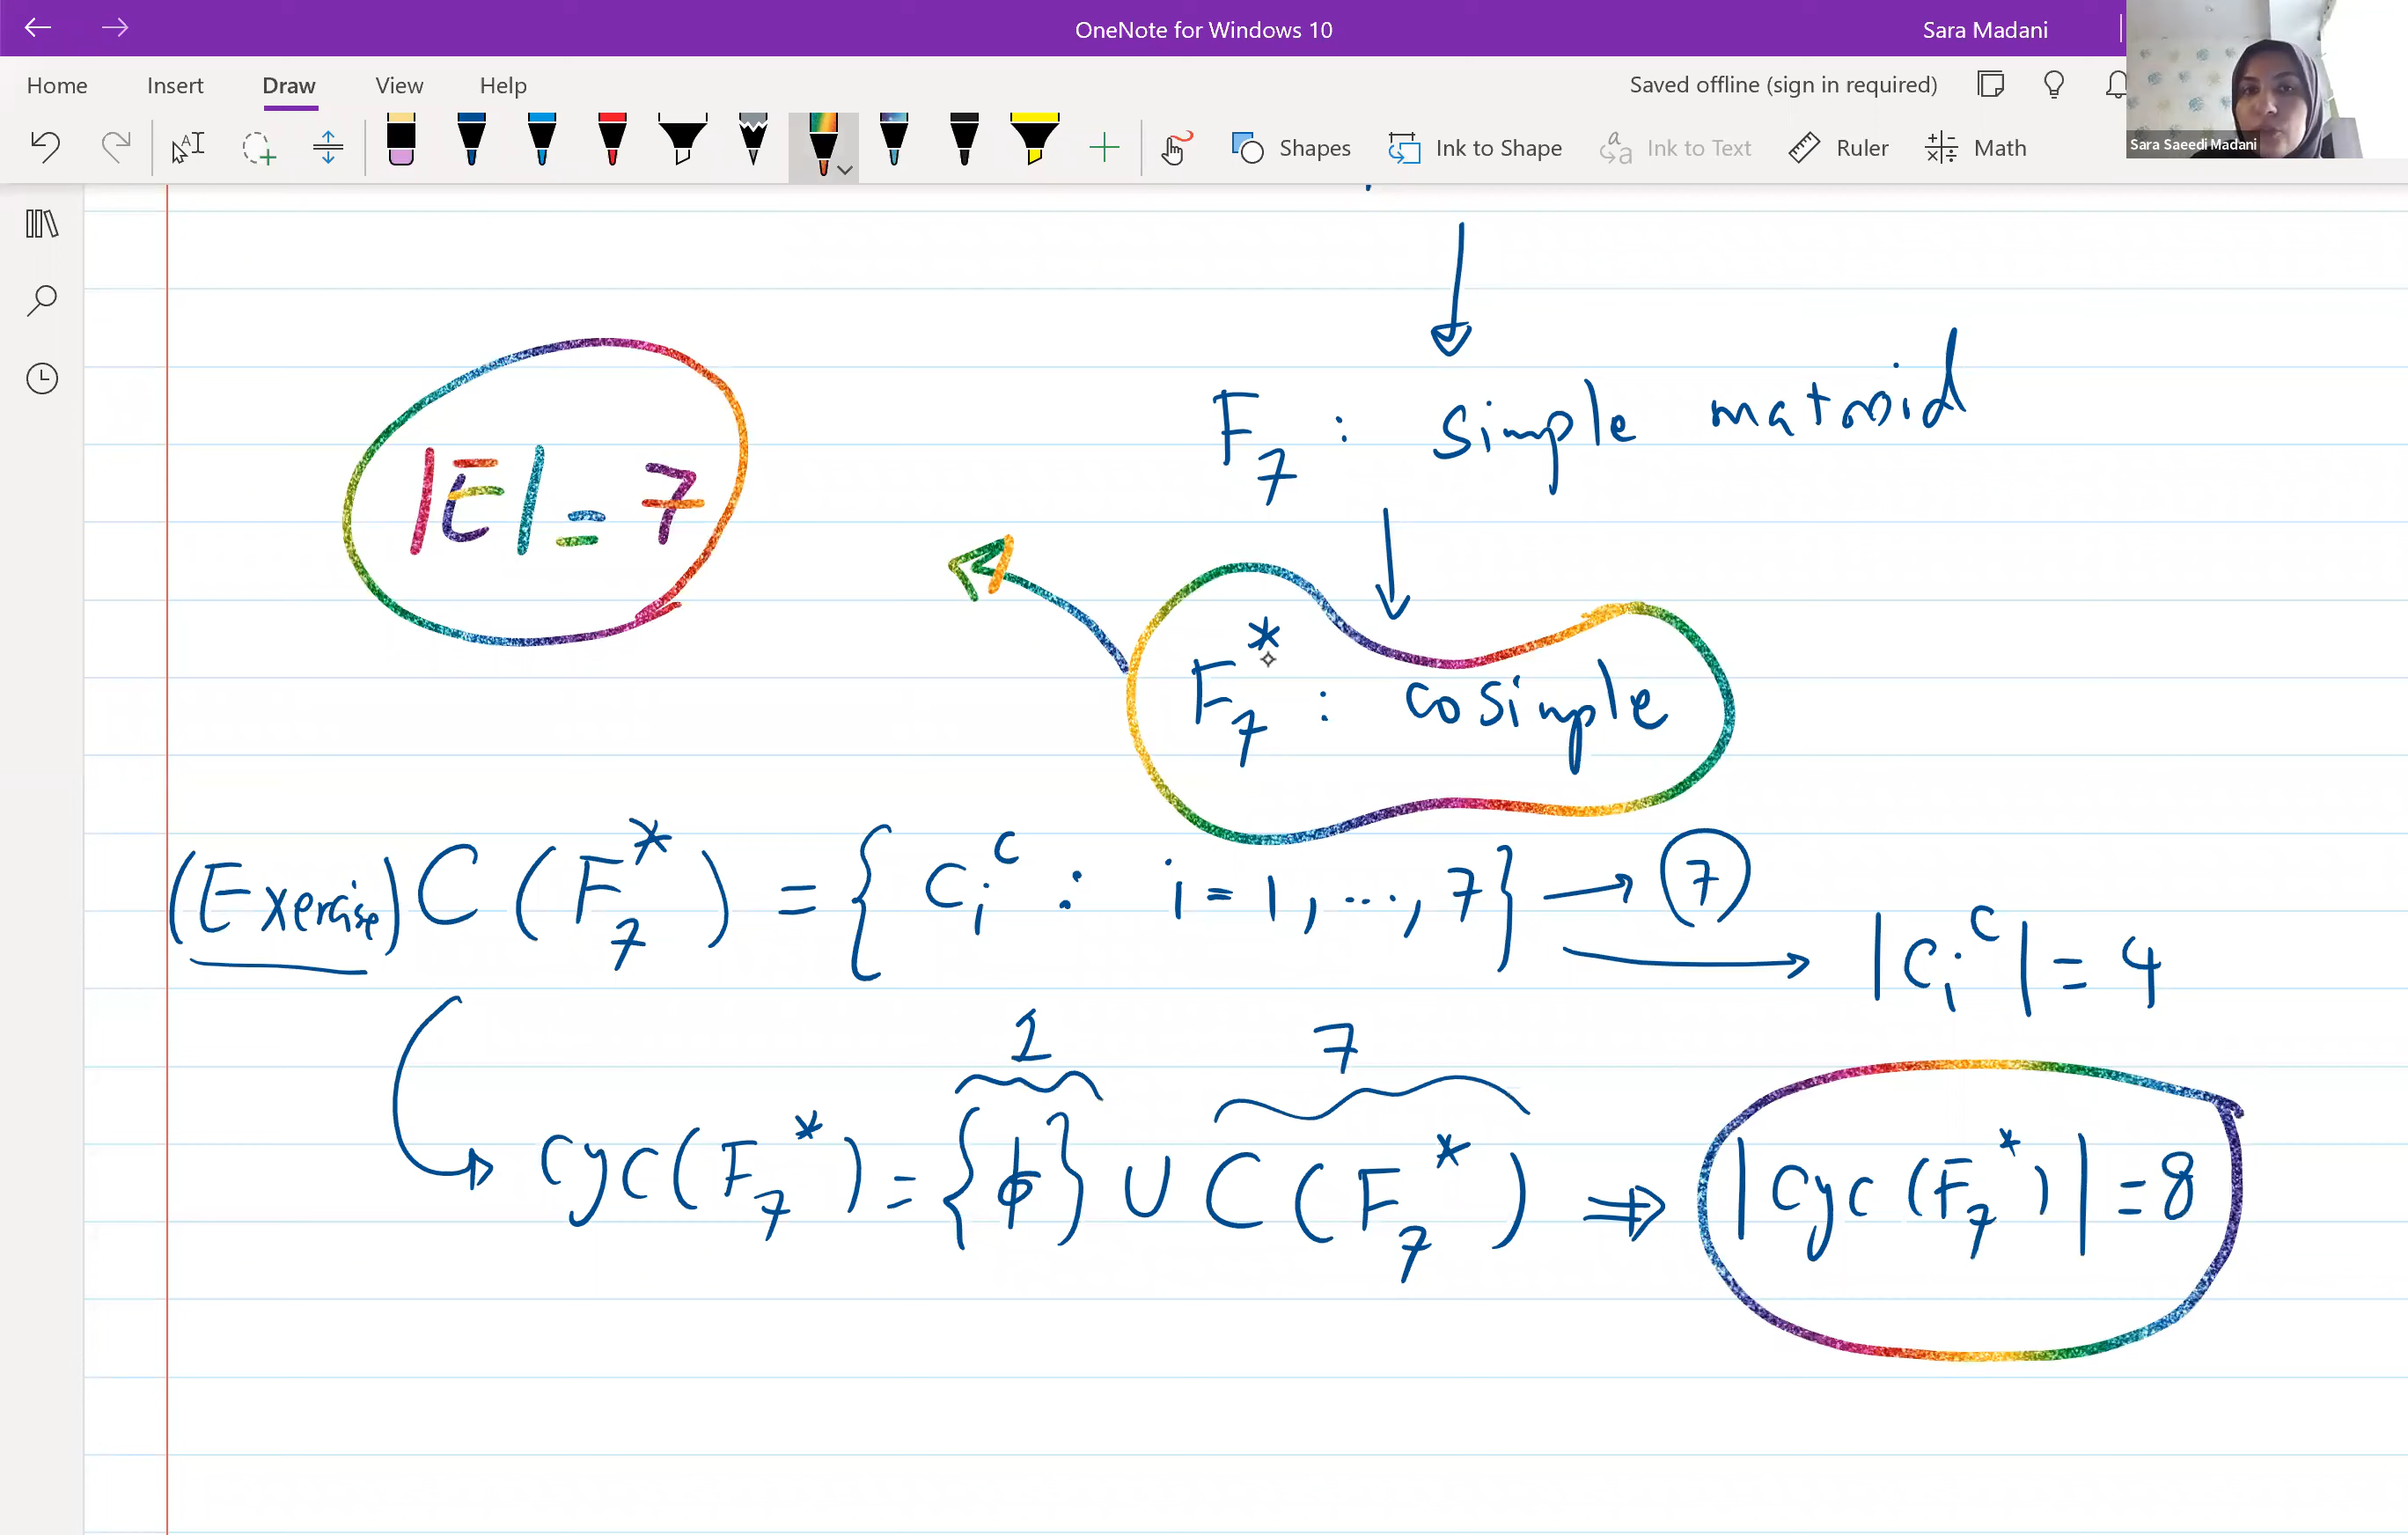 OneNote for Windows 10
Sara Madani
Home Insert Draw View Help
Saved offline (sign in required)
Shapes Ink to Shape Ink to Text Ruler Math
Sara Saeedi Madani
F₇ : simple matroid
|E| = 7
F₇* : cosimple
(Exercise) C(F₇*) = { Cᵢᶜ : i = 1, ..., 7 } → 7
|Cᵢᶜ| = 4
1 7
cyc(F₇*) = {ϕ} ∪ C(F₇*) ⇒ |cyc(F₇*)| = 8